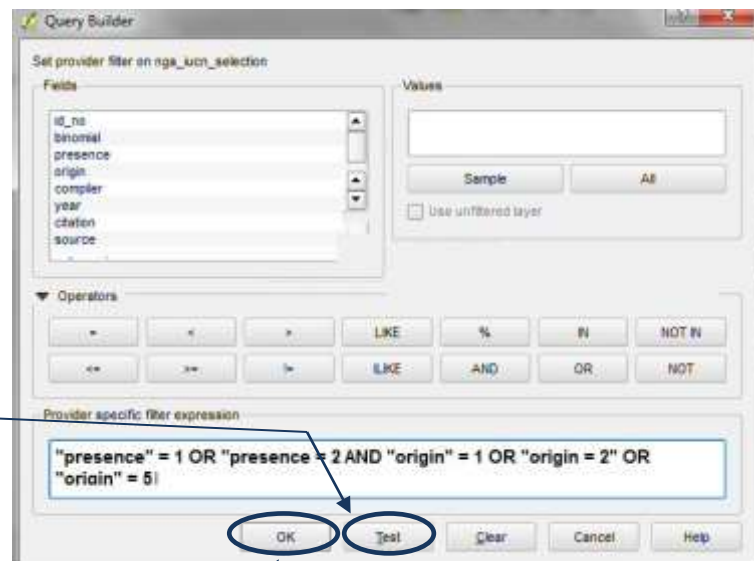 Query Builder
Set provider filter on nga_iucn_selection
Fields
Values
id_no
binomial
presence
origin
compiler
year
citation
source
Sample
All
Use unfiltered layer
Operators
=
<
>
LIKE
%
IN
NOT IN
<=
>=
!=
ILIKE
AND
OR
NOT
Provider specific filter expression
"presence" = 1 OR "presence = 2 AND "origin" = 1 OR "origin = 2" OR
"origin" = 5
OK
Test
Clear
Cancel
Help